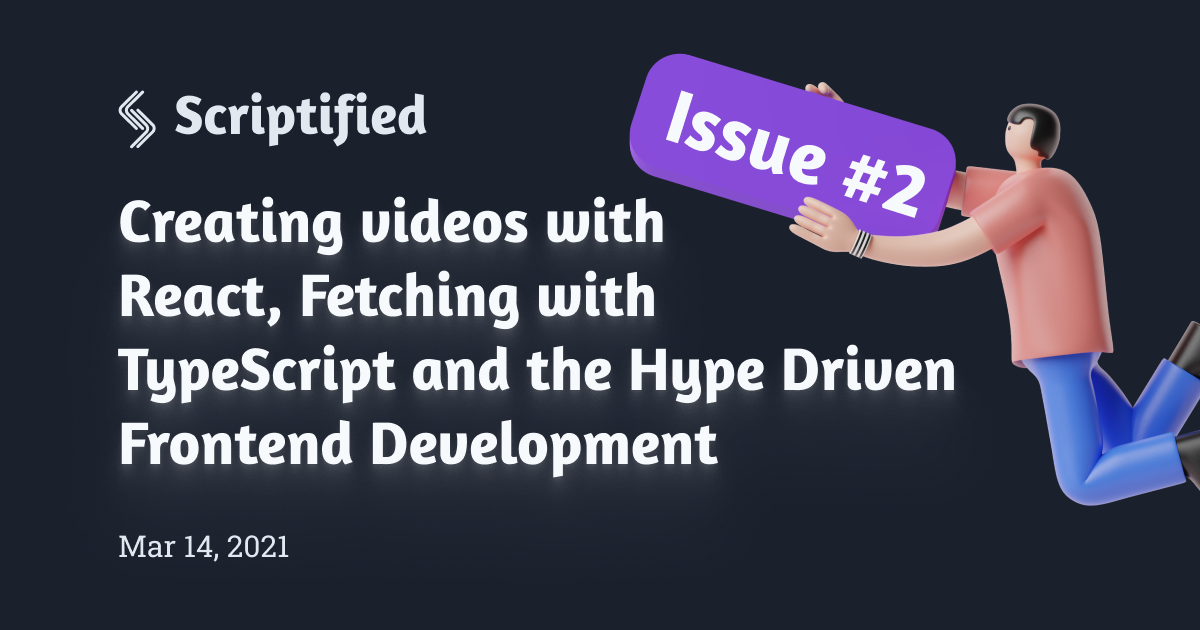 Scriptified
Issue #2
Creating videos with
React, Fetching with
TypeScript and the Hype Driven
Frontend Development
Mar 14, 2021